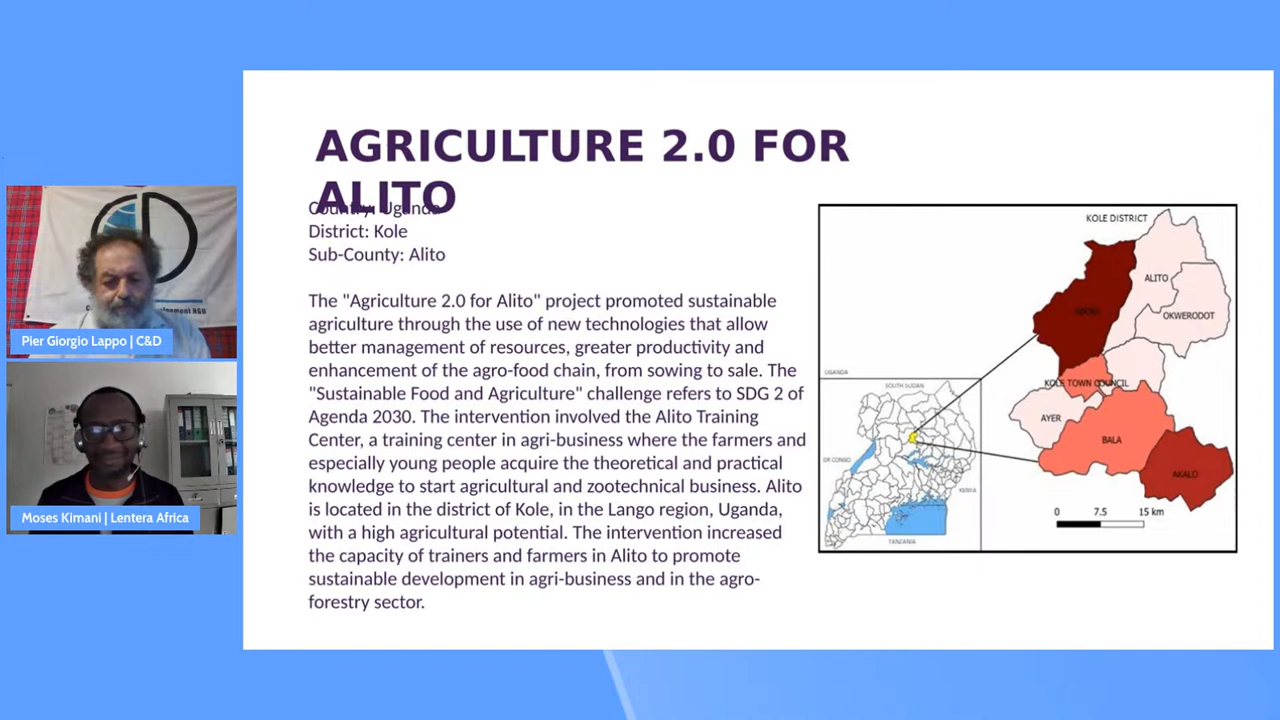 AGRICULTURE 2.0 FOR
ALITO
Country: Uganda
District: Kole
Sub-County: Alito
The "Agriculture 2.0 for Alito" project promoted sustainable
agriculture through the use of new technologies that allow
better management of resources, greater productivity and
enhancement of the agro-food chain, from sowing to sale. The
"Sustainable Food and Agriculture" challenge refers to SDG 2 of
Agenda 2030. The intervention involved the Alito Training
Center, a training center in agri-business where the farmers and
especially young people acquire the theoretical and practical
knowledge to start agricultural and zootechnical business. Alito
is located in the district of Kole, in the Lango region, Uganda,
with a high agricultural potential. The intervention increased
the capacity of trainers and farmers in Alito to promote
sustainable development in agri-business and in the agro-
forestry sector.
KOLE DISTRICT
ALITO
OKWERODOT
KOLE TOWN COUNCIL
AYER
BALA
AKALO
0 7.5 15 km
UGANDA
SOUTH SUDAN
DR CONGO
KENYA
TANZANIA
Pier Giorgio Lappo | C&D
Moses Kimani | Lentera Africa